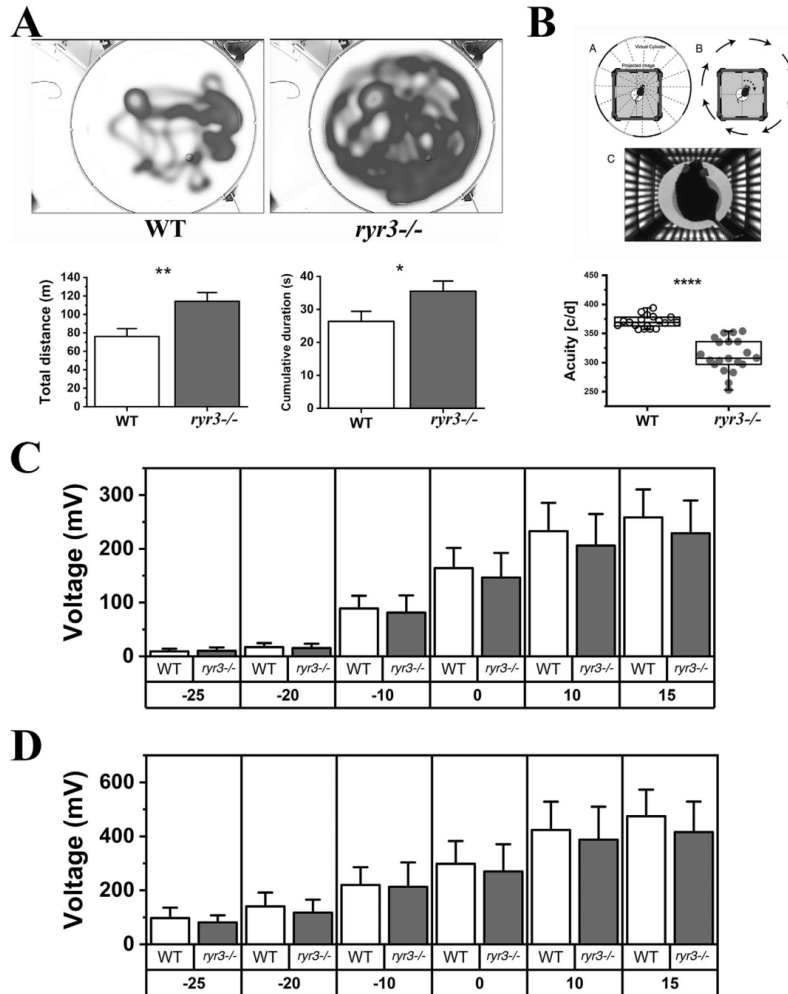 A
WT
ryr3-/-
**
Total distance (m)
140
120
100
80
60
40
20
0
WT
ryr3-/-
*
Cumulative duration (s)
40
30
20
10
0
WT
ryr3-/-
B
A
Virtual Cylinder
Projected Image
B
C
****
Acuity [c/d]
450
400
350
300
250
WT
ryr3-/-
C
Voltage (mV)
300
200
100
0
WT ryr3-/- WT ryr3-/- WT ryr3-/- WT ryr3-/- WT ryr3-/- WT ryr3-/-
-25 -20 -10 0 10 15
D
Voltage (mV)
600
400
200
0
WT ryr3-/- WT ryr3-/- WT ryr3-/- WT ryr3-/- WT ryr3-/- WT ryr3-/-
-25 -20 -10 0 10 15